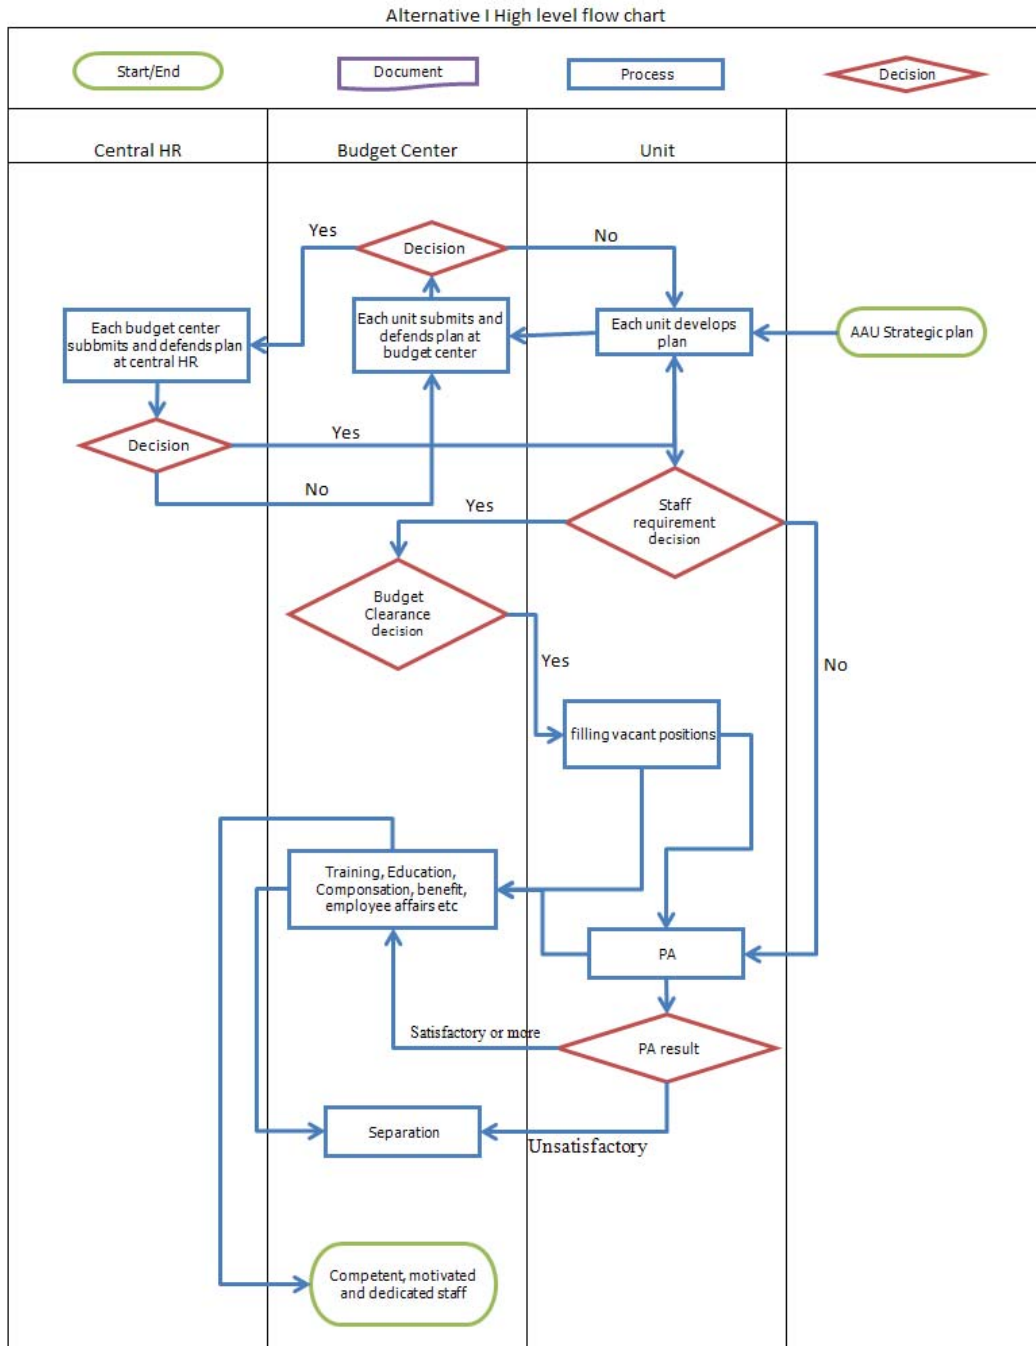 Alternative I High level flow chart
Start/End
Document
Process
Decision
Central HR
Budget Center
Unit
Yes
Decision
No
Each budget center
subbmits and defends plan
at central HR
Each unit submits and
defends plan at
budget center
Each unit develops
plan
AAU Strategic plan
Decision
Yes
No
Yes
Staff
requirement
decision
Budget
Clearance
decision
Yes
No
filling vacant positions
Training, Education,
Componsation, benefit,
employee affairs etc
PA
Satisfactory or more
PA result
Separation
Unsatisfactory
Competent, motivated
and dedicated staff